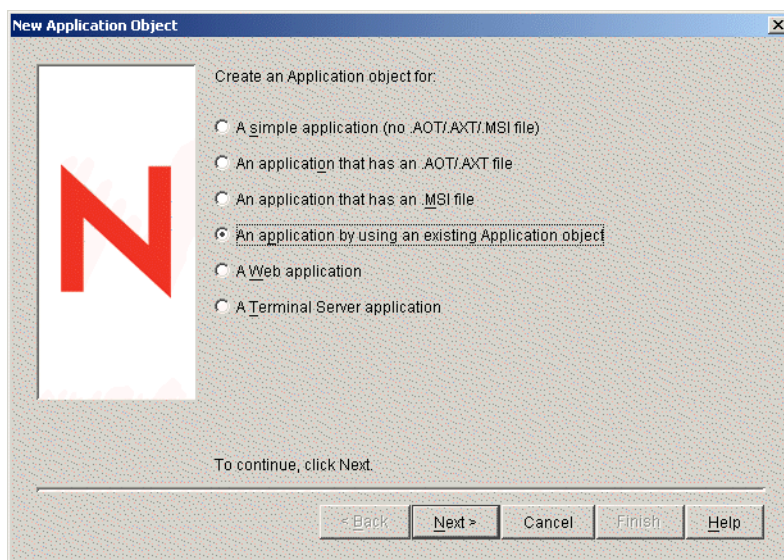 New Application Object
Create an Application object for:
A simple application (no .AOT/.AXT/.MSI file)
An application that has an .AOT/.AXT file
An application that has an .MSI file
An application by using an existing Application object
A Web application
A Terminal Server application
N
To continue, click Next.
< Back Next > Cancel Finish Help